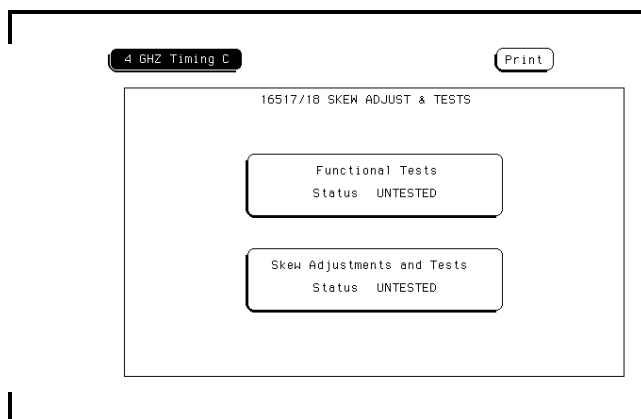 4 GHZ Timing C
Print
16517/18 SKEW ADJUST & TESTS
Functional Tests
Status UNTESTED
Skew Adjustments and Tests
Status UNTESTED